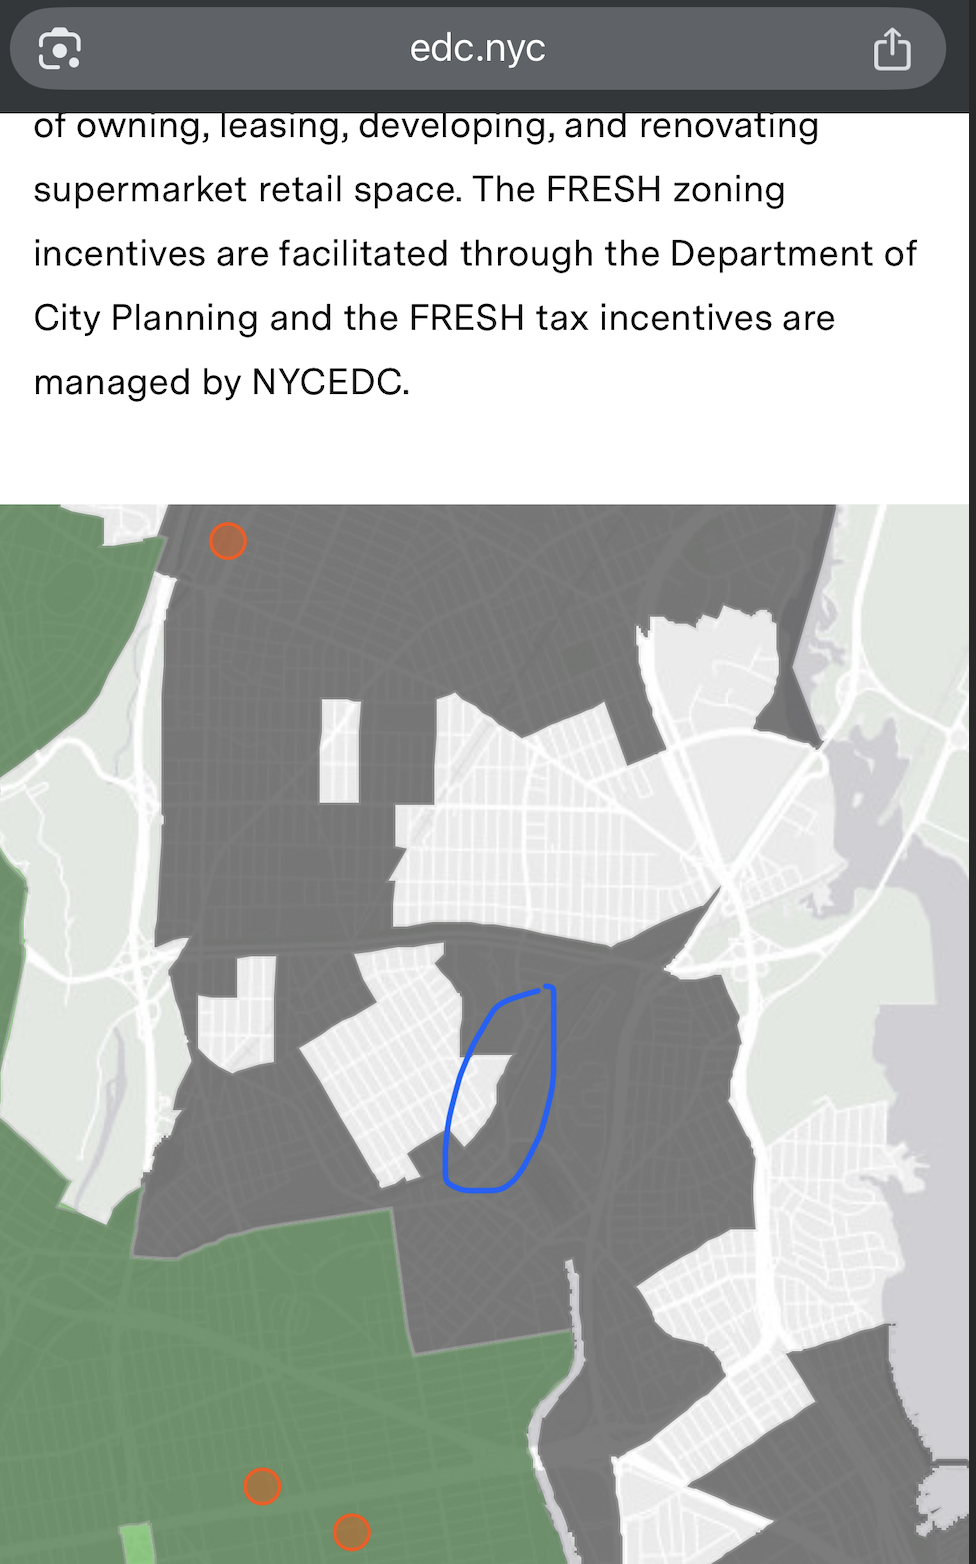 edc.nyc
of owning, leasing, developing, and renovating
supermarket retail space. The FRESH zoning
incentives are facilitated through the Department of
City Planning and the FRESH tax incentives are
managed by NYCEDC.